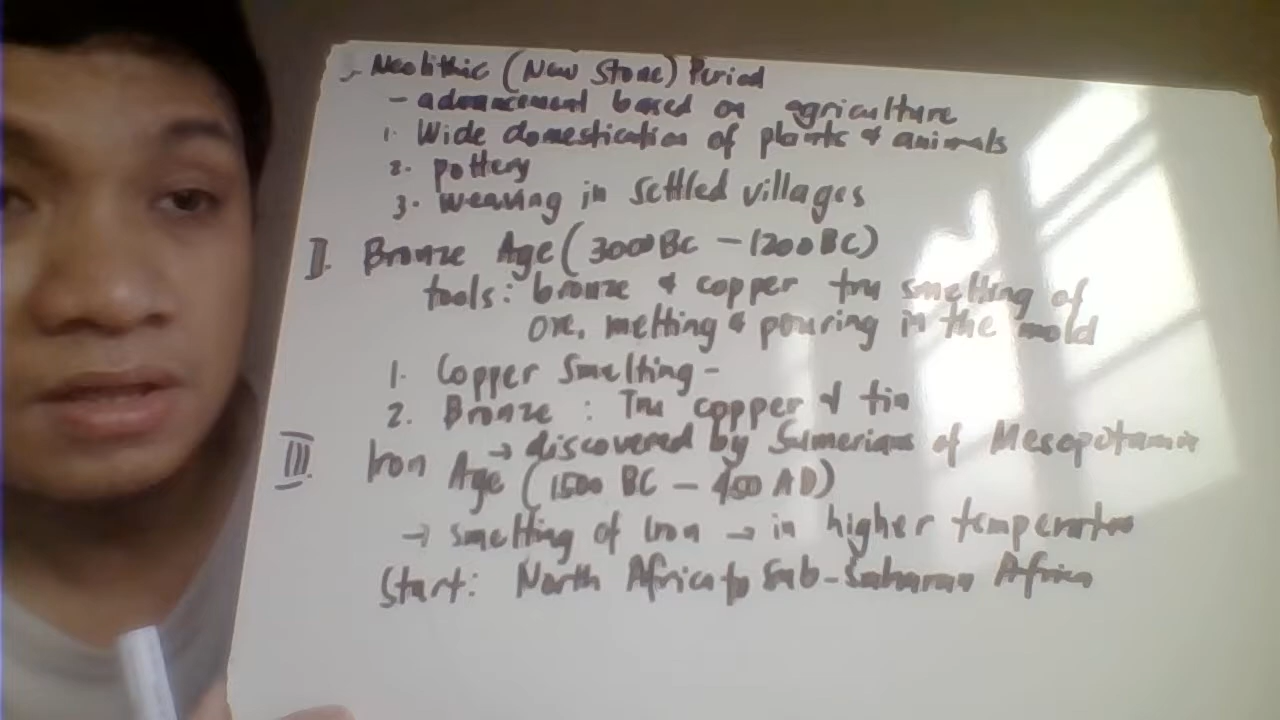 - Neolithic (New Stone) Period
- advancement based on agriculture
1. Wide domestication of plants & animals
2. pottery
3. weaving in settled villages
II. Bronze Age (3000 BC - 1200 BC)
tools: bronze & copper tru smelting of
ore, melting & pouring in the mold
1. Copper Smelting -
2. Bronze : Tru copper & tin
→ discovered by Sumerians of Mesopotamia
III. Iron Age (1500 BC - 450 AD)
→ smelting of Iron → in higher temperatures
Start: North Africa to Sub-Saharan Africa